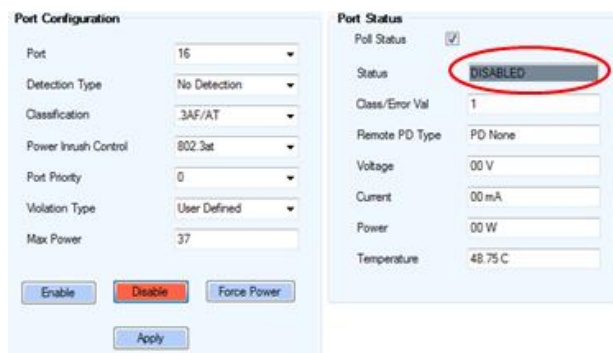 Port Configuration
Port 16
Detection Type No Detection
Classification .3AF/AT
Power Inrush Control 802.3at
Port Priority 0
Violation Type User Defined
Max Power 37
Enable Disable Force Power
Apply
Port Status
Poll Status
Status DISABLED
Class/Error Val 1
Remote PD Type PD None
Voltage 00 V
Current 00 mA
Power 00 W
Temperature 48.75 C